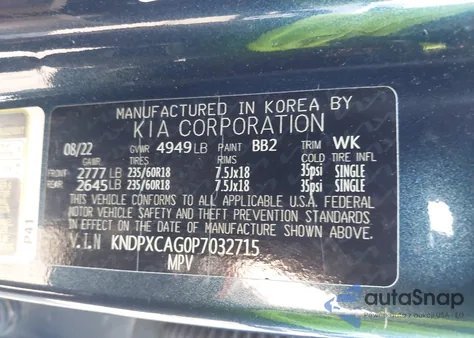 MANUFACTURED IN KOREA BY
KIA CORPORATION
08/22 GVWR 4949 LB PAINT BB2 TRIM WK
GAWR TIRES RIMS COLD TIRE INFL
FRONT 2777 LB 235/60R18 7.5Jx18 35psi SINGLE
REAR 2645 LB 235/60R18 7.5Jx18 35psi SINGLE
THIS VEHICLE CONFORMS TO ALL APPLICABLE U.S.A. FEDERAL
MOTOR VEHICLE SAFETY AND THEFT PREVENTION STANDARDS
IN EFFECT ON THE DATE OF MANUFACTURE SHOWN ABOVE.
V.I.N KNDPXCAG0P7032715
MPV
P41
autoSnap